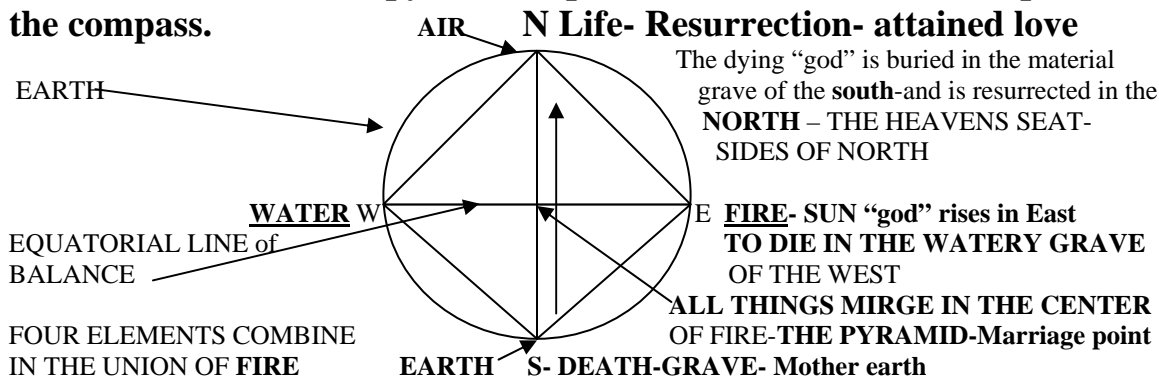 the compass. N Life- Resurrection- attained love
AIR
The dying “god” is buried in the material
EARTH
grave of the south-and is resurrected in the
NORTH – THE HEAVENS SEAT-
SIDES OF NORTH
WATER W E FIRE- SUN “god” rises in East
EQUATORIAL LINE of TO DIE IN THE WATERY GRAVE
BALANCE OF THE WEST
ALL THINGS MIRGE IN THE CENTER
FOUR ELEMENTS COMBINE OF FIRE-THE PYRAMID-Marriage point
IN THE UNION OF FIRE EARTH S- DEATH-GRAVE- Mother earth